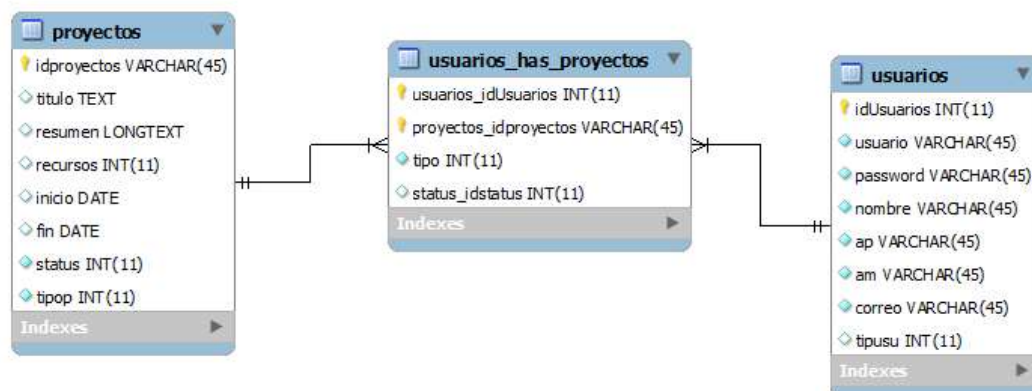 proyectos
idproyectos VARCHAR(45)
titulo TEXT
resumen LONGTEXT
recursos INT(11)
inicio DATE
fin DATE
status INT(11)
tipop INT(11)
Indexes
usuarios_has_proyectos
usuarios_idUsuarios INT(11)
proyectos_idproyectos VARCHAR(45)
tipo INT(11)
status_idstatus INT(11)
Indexes
usuarios
idUsuarios INT(11)
usuario VARCHAR(45)
password VARCHAR(45)
nombre VARCHAR(45)
ap VARCHAR(45)
am VARCHAR(45)
correo VARCHAR(45)
tipusu INT(11)
Indexes